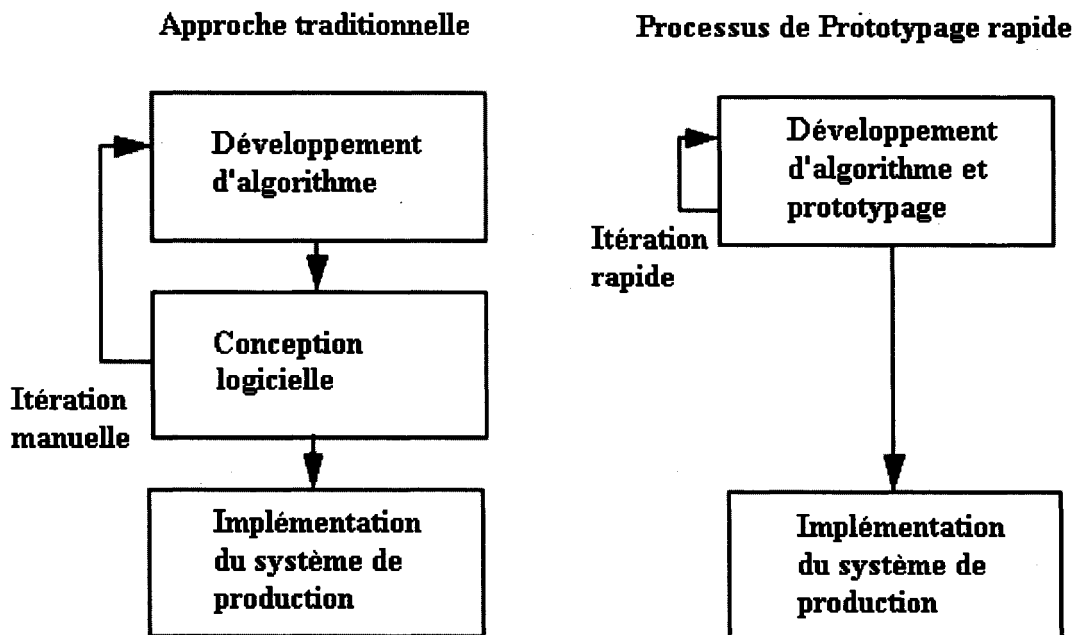 Approche traditionnelle
Développement
d'algorithme
Conception
logicielle
Itération
manuelle
Implémentation
du système de
production
Processus de Prototypage rapide
Développement
d'algorithme et
prototypage
Itération
rapide
Implémentation
du système de
production